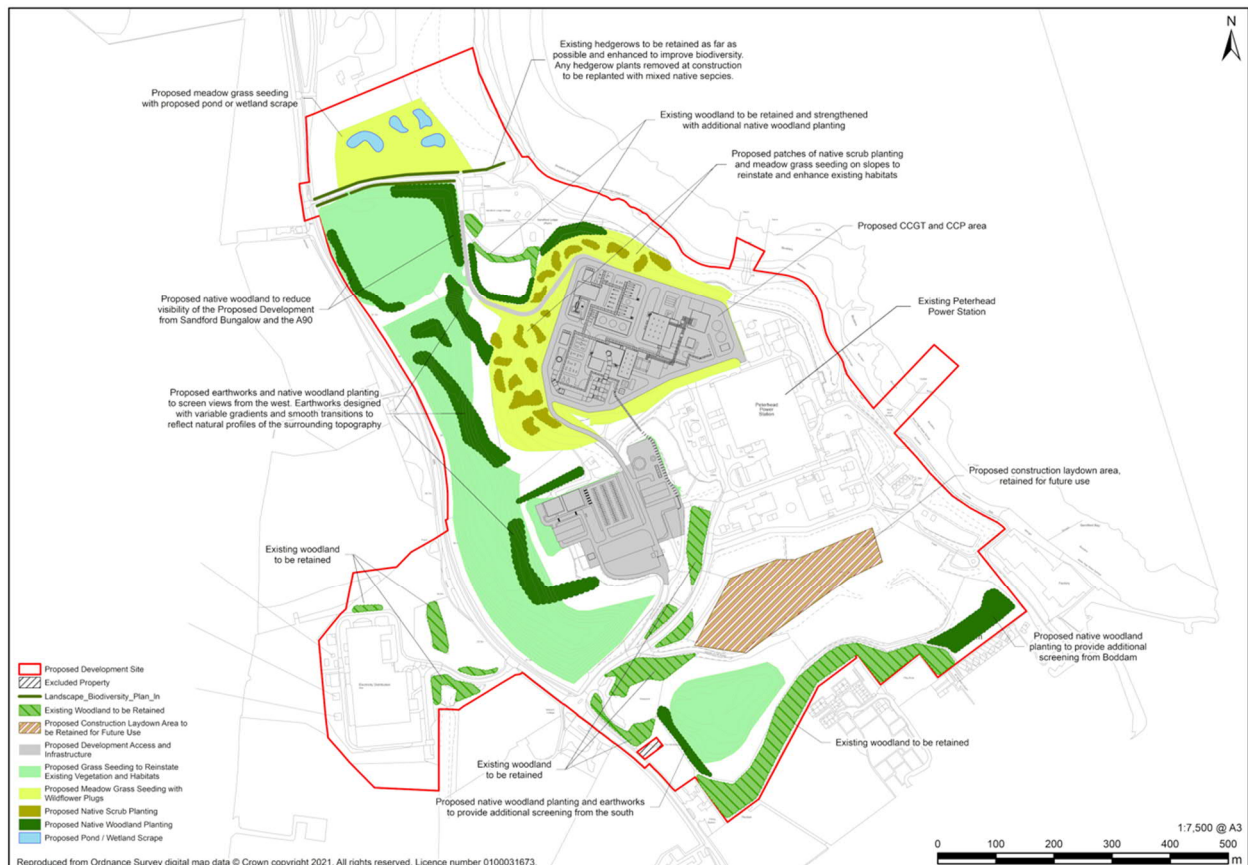 N
Existing hedgerows to be retained as far as
possible and enhanced to improve biodiversity.
Any hedgerow plants removed at construction
to be replanted with mixed native sepcies.
Proposed meadow grass seeding
with proposed pond or wetland scrape
Existing woodland to be retained and strengthened
with additional native woodland planting
Proposed patches of native scrub planting
and meadow grass seeding on slopes to
reinstate and enhance existing habitats
Proposed CCGT and CCP area
Existing Peterhead
Power Station
Proposed native woodland to reduce
visibility of the Proposed Development
from Sandford Bungalow and the A90
Proposed earthworks and native woodland planting
to screen views from the west. Earthworks designed
with variable gradients and smooth transitions to
reflect natural profiles of the surrounding topography
Peterhead
Power
Station
Proposed construction laydown area,
retained for future use
Existing woodland
to be retained
Proposed native woodland
planting to provide additional
screening from Boddam
Existing woodland to be retained
Existing woodland
to be retained
Proposed native woodland planting and earthworks
to provide additional screening from the south
Proposed Development Site
Excluded Property
Landscape_Biodiversity_Plan_ln
Existing Woodland to be Retained
Proposed Construction Laydown Area to
be Retained for Future Use
Proposed Development Access and
Infrastructure
Proposed Grass Seeding to Reinstate
Existing Vegetation and Habitats
Proposed Meadow Grass Seeding with
Wildflower Plugs
Proposed Native Scrub Planting
Proposed Native Woodland Planting
Proposed Pond / Wetland Scrape
1:7,500 @ A3
0 100 200 300 400 500
m
Reproduced from Ordnance Survey digital map data © Crown copyright 2021. All rights reserved. Licence number 0100031673.